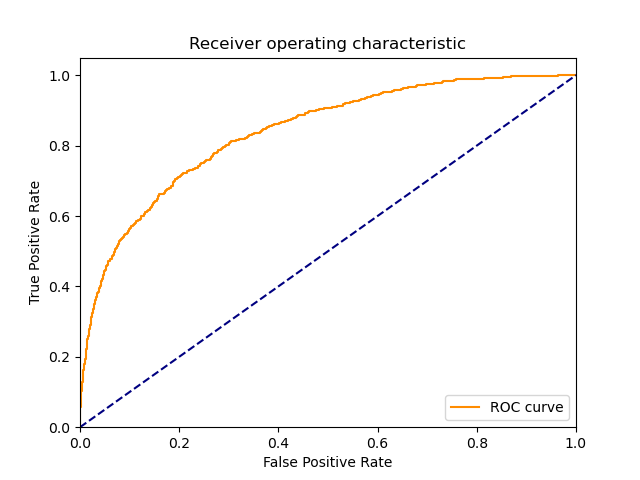 Receiver operating characteristic
True Positive Rate
1.0
0.8
0.6
0.4
0.2
0.0
0.0 0.2 0.4 0.6 0.8 1.0
False Positive Rate
ROC curve